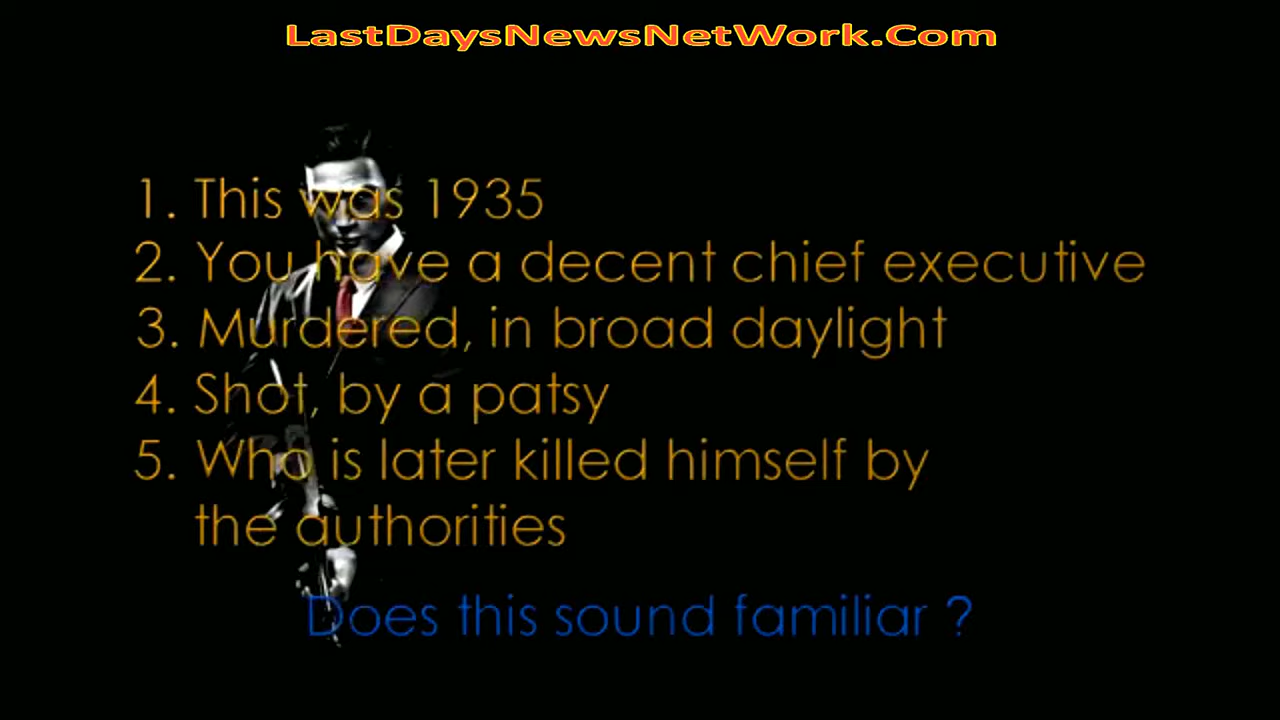 LastDaysNewsNetWork.Com
1. This was 1935
2. You have a decent chief executive
3. Murdered, in broad daylight
4. Shot, by a patsy
5. Who is later killed himself by
the authorities
Does this sound familiar ?